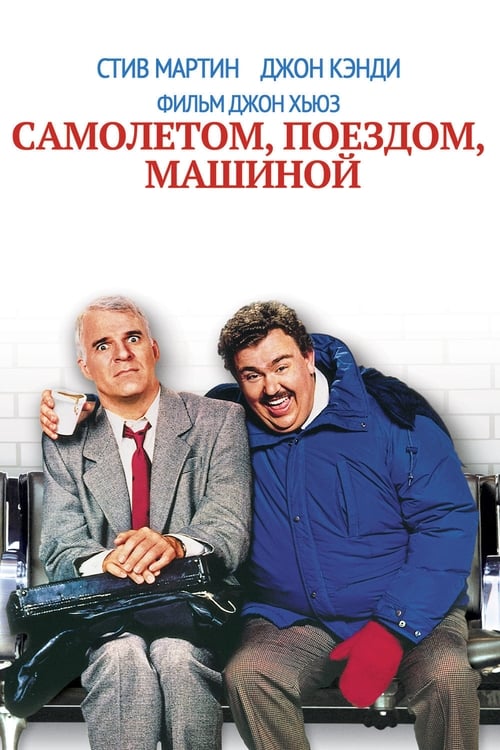 СТИВ МАРТИН ДЖОН КЭНДИ
ФИЛЬМ ДЖОН ХЬЮЗ
САМОЛЕТОМ, ПОЕЗДОМ,
МАШИНОЙ